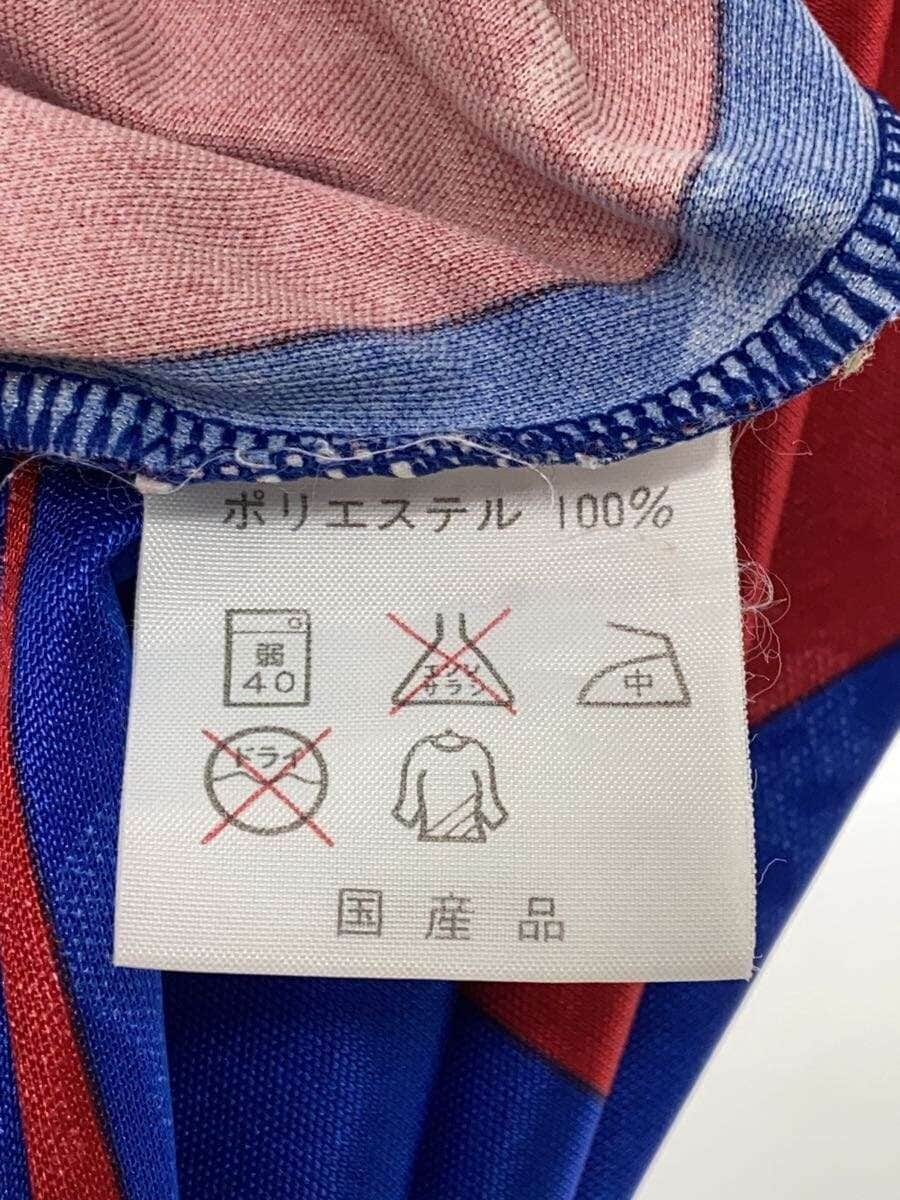 ポリエステル 100%
弱
40
エンソ
サラシ
中
ドライ
国産品